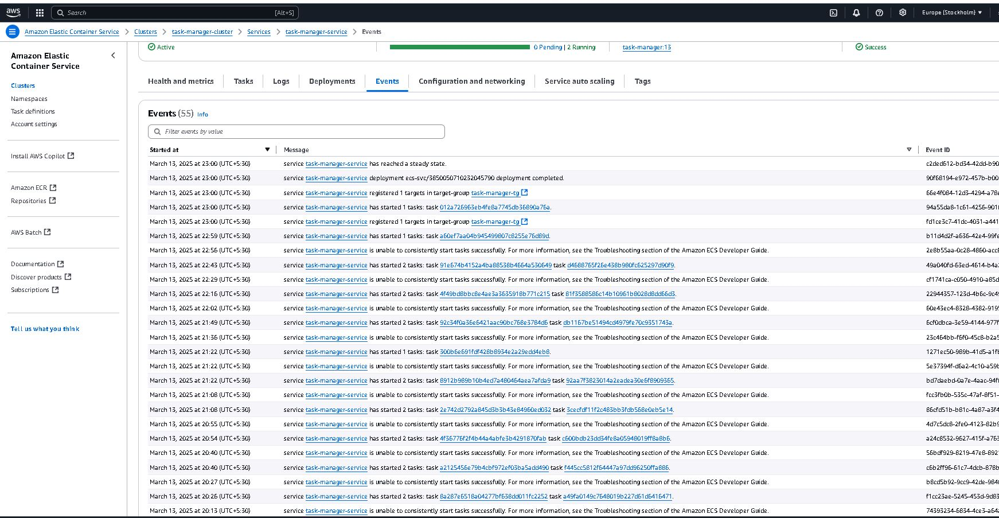 aws Search [Alt+S] Europe (Stockholm)
Amazon Elastic Container Service Clusters task-manager-cluster Services task-manager-service Events
Amazon Elastic Container Service
Clusters
Namespaces
Task definitions
Account settings
Install AWS Copilot
Amazon ECR
Repositories
AWS Batch
Documentation
Discover products
Subscriptions
Tell us what you think
Active 0 Pending | 2 Running task-manager:13 Success
Health and metrics Tasks Logs Deployments Events Configuration and networking Service auto scaling Tags
Events (55) Info
Filter events by value
Started at Message Event ID
March 13, 2025 at 23:00 (UTC+5:30) service task-manager-service has reached a steady state. c2ded612-bd34-42dd-b90
March 13, 2025 at 23:00 (UTC+5:30) service task-manager-service deployment ecs-svc/3850050710232045790 deployment completed. 90f68194-e972-457b-b00
March 13, 2025 at 23:00 (UTC+5:30) service task-manager-service registered 1 targets in target-group task-manager-tg 66e4f084-12d3-4294-a78e
March 13, 2025 at 23:00 (UTC+5:30) service task-manager-service has started 1 tasks: task 012a726963eb4fe8a7745db36890a76a. 94a55da8-1c61-4256-9010
March 13, 2025 at 23:00 (UTC+5:30) service task-manager-service registered 1 targets in target-group task-manager-tg fd1ce3c7-41dc-4031-a441
March 13, 2025 at 22:59 (UTC+5:30) service task-manager-service has started 1 tasks: task a60ef7aa04b945499807c8255e76d89d. b11d4d2f-a636-42e4-99fe
March 13, 2025 at 22:56 (UTC+5:30) service task-manager-service is unable to consistently start tasks successfully. For more information, see the Troubleshooting section of the Amazon ECS Developer Guide. 2e8b55aa-0c28-4860-acc8
March 13, 2025 at 22:43 (UTC+5:30) service task-manager-service has started 2 tasks: task 91e674b4152a4ba88538b4664a530649 task d4688765f26e438b980fc625297d90f9. 49a040fd-63ed-4614-b4a2
March 13, 2025 at 22:29 (UTC+5:30) service task-manager-service is unable to consistently start tasks successfully. For more information, see the Troubleshooting section of the Amazon ECS Developer Guide. cf1741ca-c050-4910-a85d
March 13, 2025 at 22:16 (UTC+5:30) service task-manager-service has started 2 tasks: task 4f49bd8bbc8e4ae3a3635918b771c215 task 81f3588586c14b10961b8028d8dd66d3. 22944357-123d-4b6c-9c49
March 13, 2025 at 22:02 (UTC+5:30) service task-manager-service is unable to consistently start tasks successfully. For more information, see the Troubleshooting section of the Amazon ECS Developer Guide. 60e43ec4-8328-4382-9195
March 13, 2025 at 21:49 (UTC+5:30) service task-manager-service has started 2 tasks: task 92c34f0a36e6421aac90bc768e3784d6 task db1167be51494cd4979fe70c9351743a. 6cf0dbca-3e59-4144-977f
March 13, 2025 at 21:36 (UTC+5:30) service task-manager-service is unable to consistently start tasks successfully. For more information, see the Troubleshooting section of the Amazon ECS Developer Guide. 23c464bb-f6f0-45c8-b2a5
March 13, 2025 at 21:22 (UTC+5:30) service task-manager-service has started 1 tasks: task 300b6e691fdf428b8934e2a29edd4eb8. 1271ec50-989b-41d5-a1fb
March 13, 2025 at 21:22 (UTC+5:30) service task-manager-service is unable to consistently start tasks successfully. For more information, see the Troubleshooting section of the Amazon ECS Developer Guide. 5e37394f-d6a2-4c10-a59b
March 13, 2025 at 21:22 (UTC+5:30) service task-manager-service has started 2 tasks: task 8912b989b10b4ed7a480464aea7afda9 task 92aa7f3823014a2eadea30e6f8909365. bd7daebd-0a7e-4aac-94fb
March 13, 2025 at 21:08 (UTC+5:30) service task-manager-service is unable to consistently start tasks successfully. For more information, see the Troubleshooting section of the Amazon ECS Developer Guide. fcc3fb0b-535c-47af-8f51-
March 13, 2025 at 21:08 (UTC+5:30) service task-manager-service has started 2 tasks: task 2e742d2792a845d3b3b43e84960ed032 task 3cecfdf11f2c483bb3fdb568e0eb5e14. 86cfd51b-b81c-4a87-a3f4
March 13, 2025 at 20:55 (UTC+5:30) service task-manager-service is unable to consistently start tasks successfully. For more information, see the Troubleshooting section of the Amazon ECS Developer Guide. 4d7c5dc8-2fe0-4123-82b9
March 13, 2025 at 20:54 (UTC+5:30) service task-manager-service has started 2 tasks: task 4f36776f2f4b44a4abfe3b4291870fab task c600bdb23dd34fe8a05948019ff8a8b6. a24c8532-9627-415f-a763
March 13, 2025 at 20:40 (UTC+5:30) service task-manager-service is unable to consistently start tasks successfully. For more information, see the Troubleshooting section of the Amazon ECS Developer Guide. 56bdf929-8219-47e8-8921
March 13, 2025 at 20:40 (UTC+5:30) service task-manager-service has started 2 tasks: task a2125456e79b4cbf972ef03ba5add490 task f445cc5812f64447a97dd96250ffa886. c6b2ff96-61c7-4dcb-878b
March 13, 2025 at 20:27 (UTC+5:30) service task-manager-service is unable to consistently start tasks successfully. For more information, see the Troubleshooting section of the Amazon ECS Developer Guide. b8cd5b92-9cc9-42de-984
March 13, 2025 at 20:26 (UTC+5:30) service task-manager-service has started 2 tasks: task 8a287e6518a04277bf638dd011fc2252 task a49fa0149c7648019b227d61d6416471. f1cc23ae-5245-453d-9d83
March 13, 2025 at 20:13 (UTC+5:30) service task-manager-service is unable to consistently start tasks successfully. For more information, see the Troubleshooting section of the Amazon ECS Developer Guide. 74393234-6834-4ce3-a64